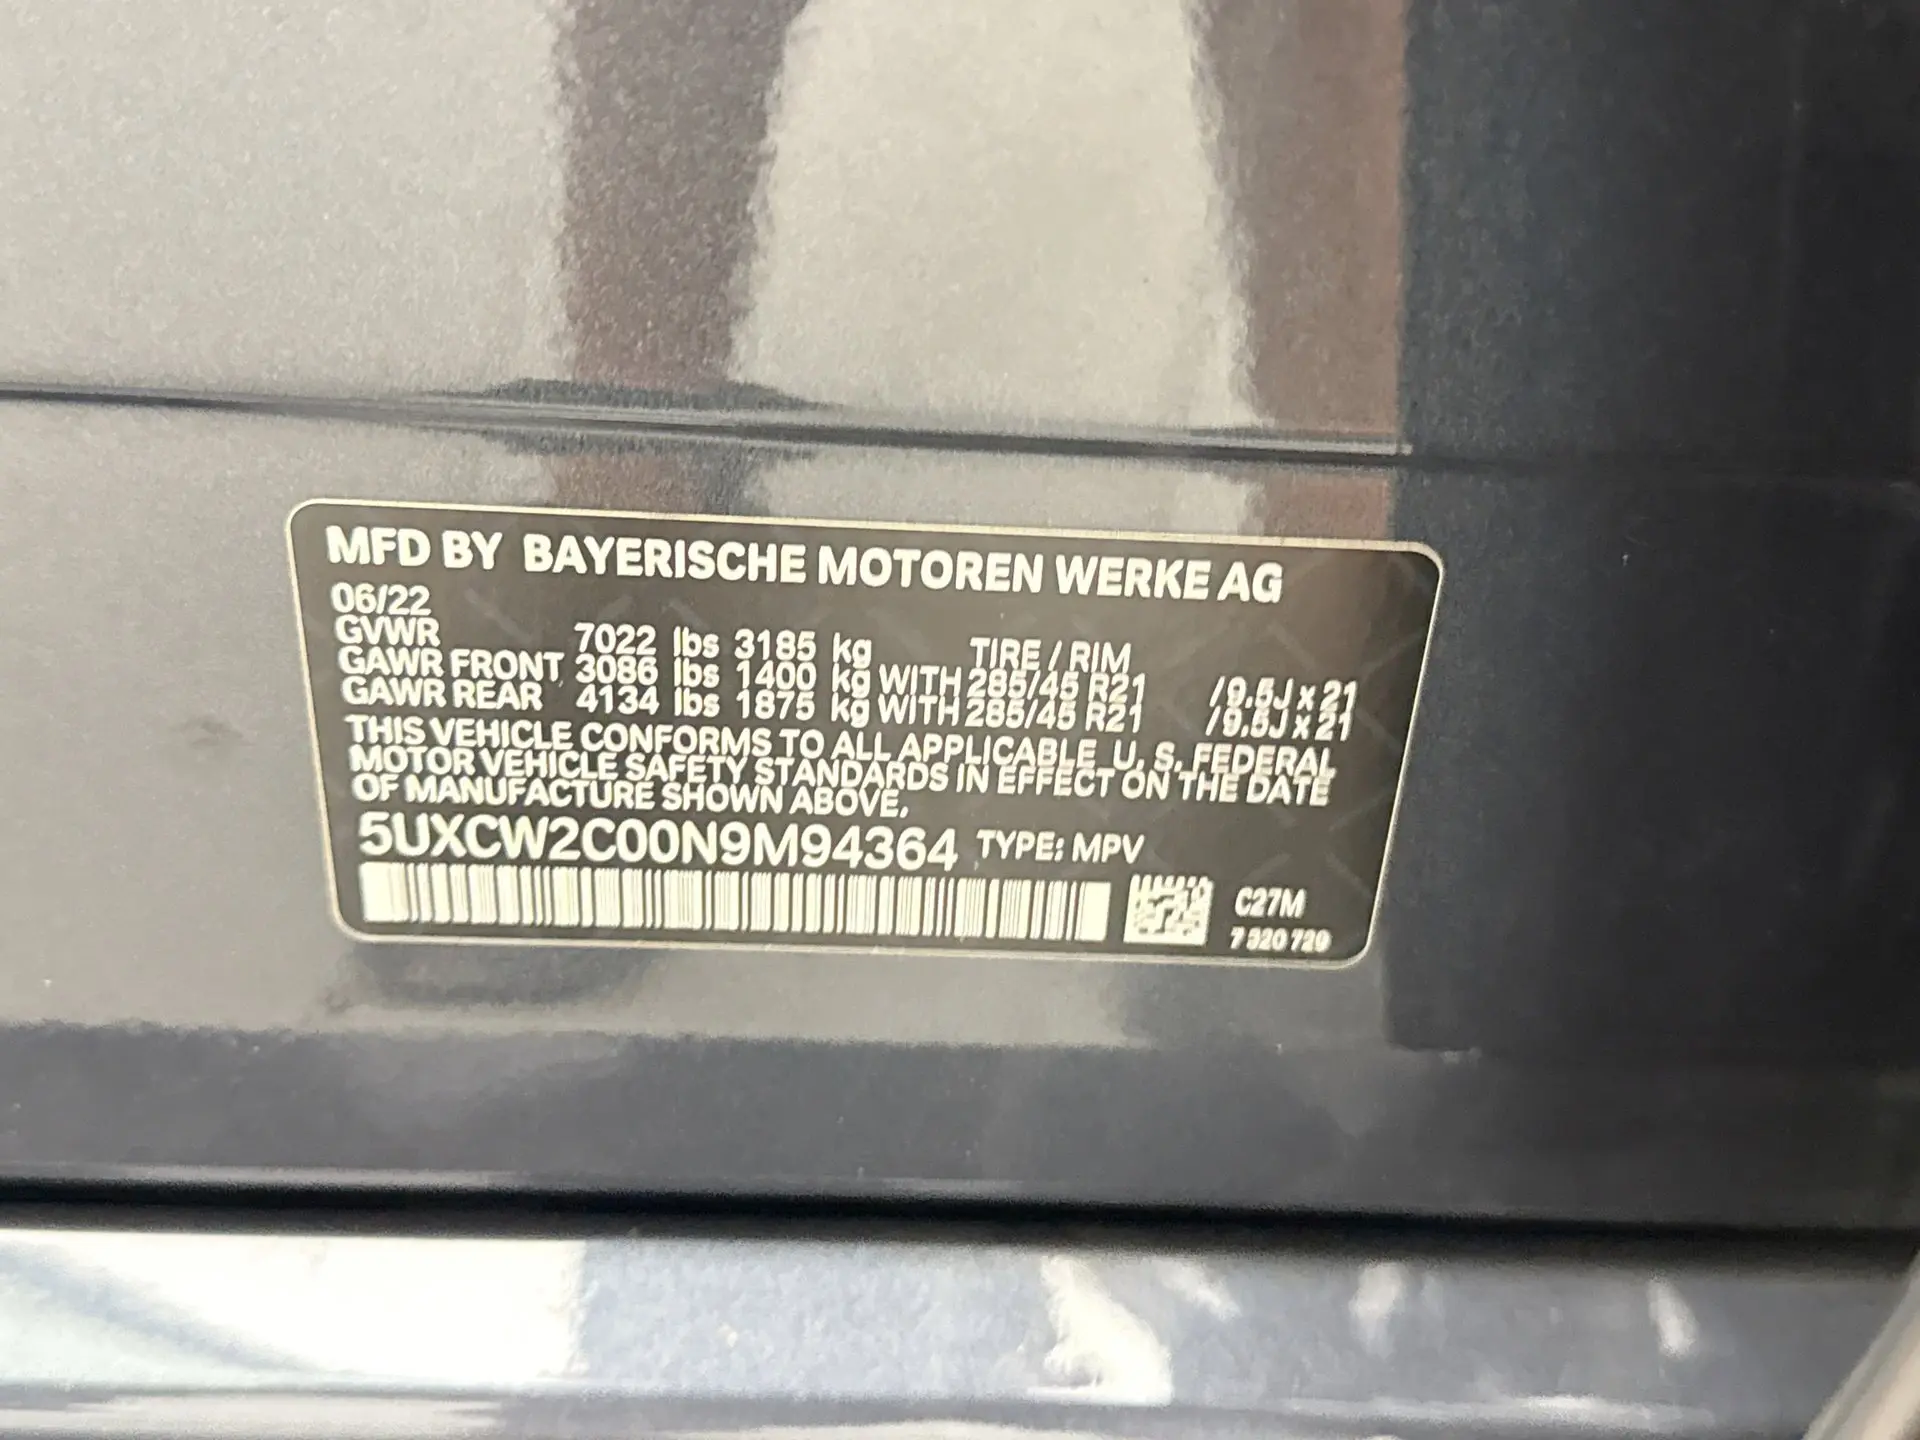 MFD BY BAYERISCHE MOTOREN WERKE AG
06/22
GVWR 7022 lbs 3185 kg TIRE / RIM
GAWR FRONT 3086 lbs 1400 kg WITH 285/45 R21 / 9.5J x 21
GAWR REAR 4134 lbs 1875 kg WITH 285/45 R21 / 9.5J x 21
THIS VEHICLE CONFORMS TO ALL APPLICABLE U. S. FEDERAL
MOTOR VEHICLE SAFETY STANDARDS IN EFFECT ON THE DATE
OF MANUFACTURE SHOWN ABOVE.
5UXCW2C00N9M94364 TYPE: MPV
C27M
7 320 729